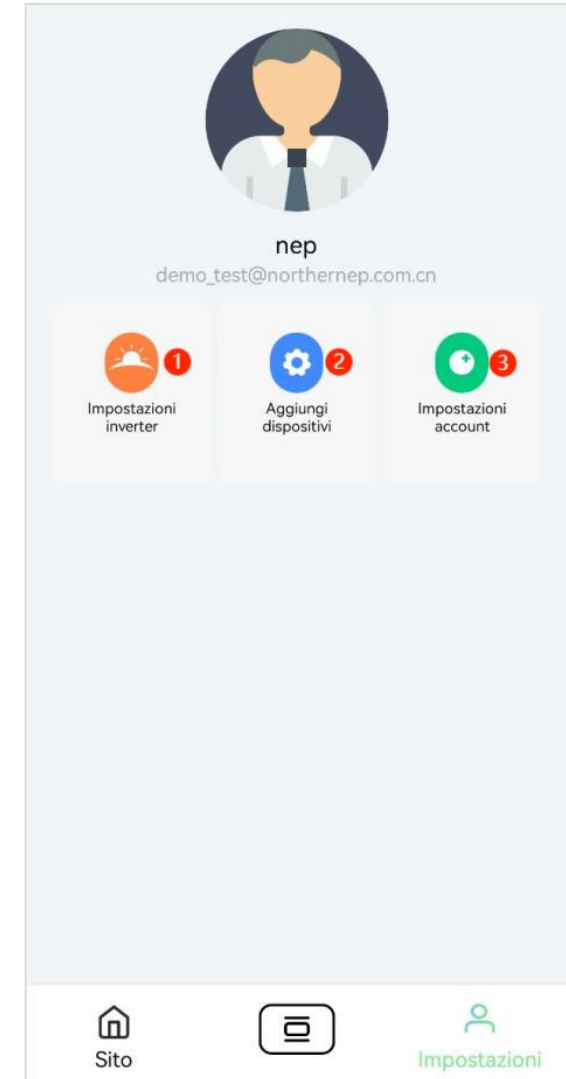 nep
demo_test@northernep.com.cn
1
2
3
Impostazioni
inverter
Aggiungi
dispositivi
Impostazioni
account
Sito
Impostazioni